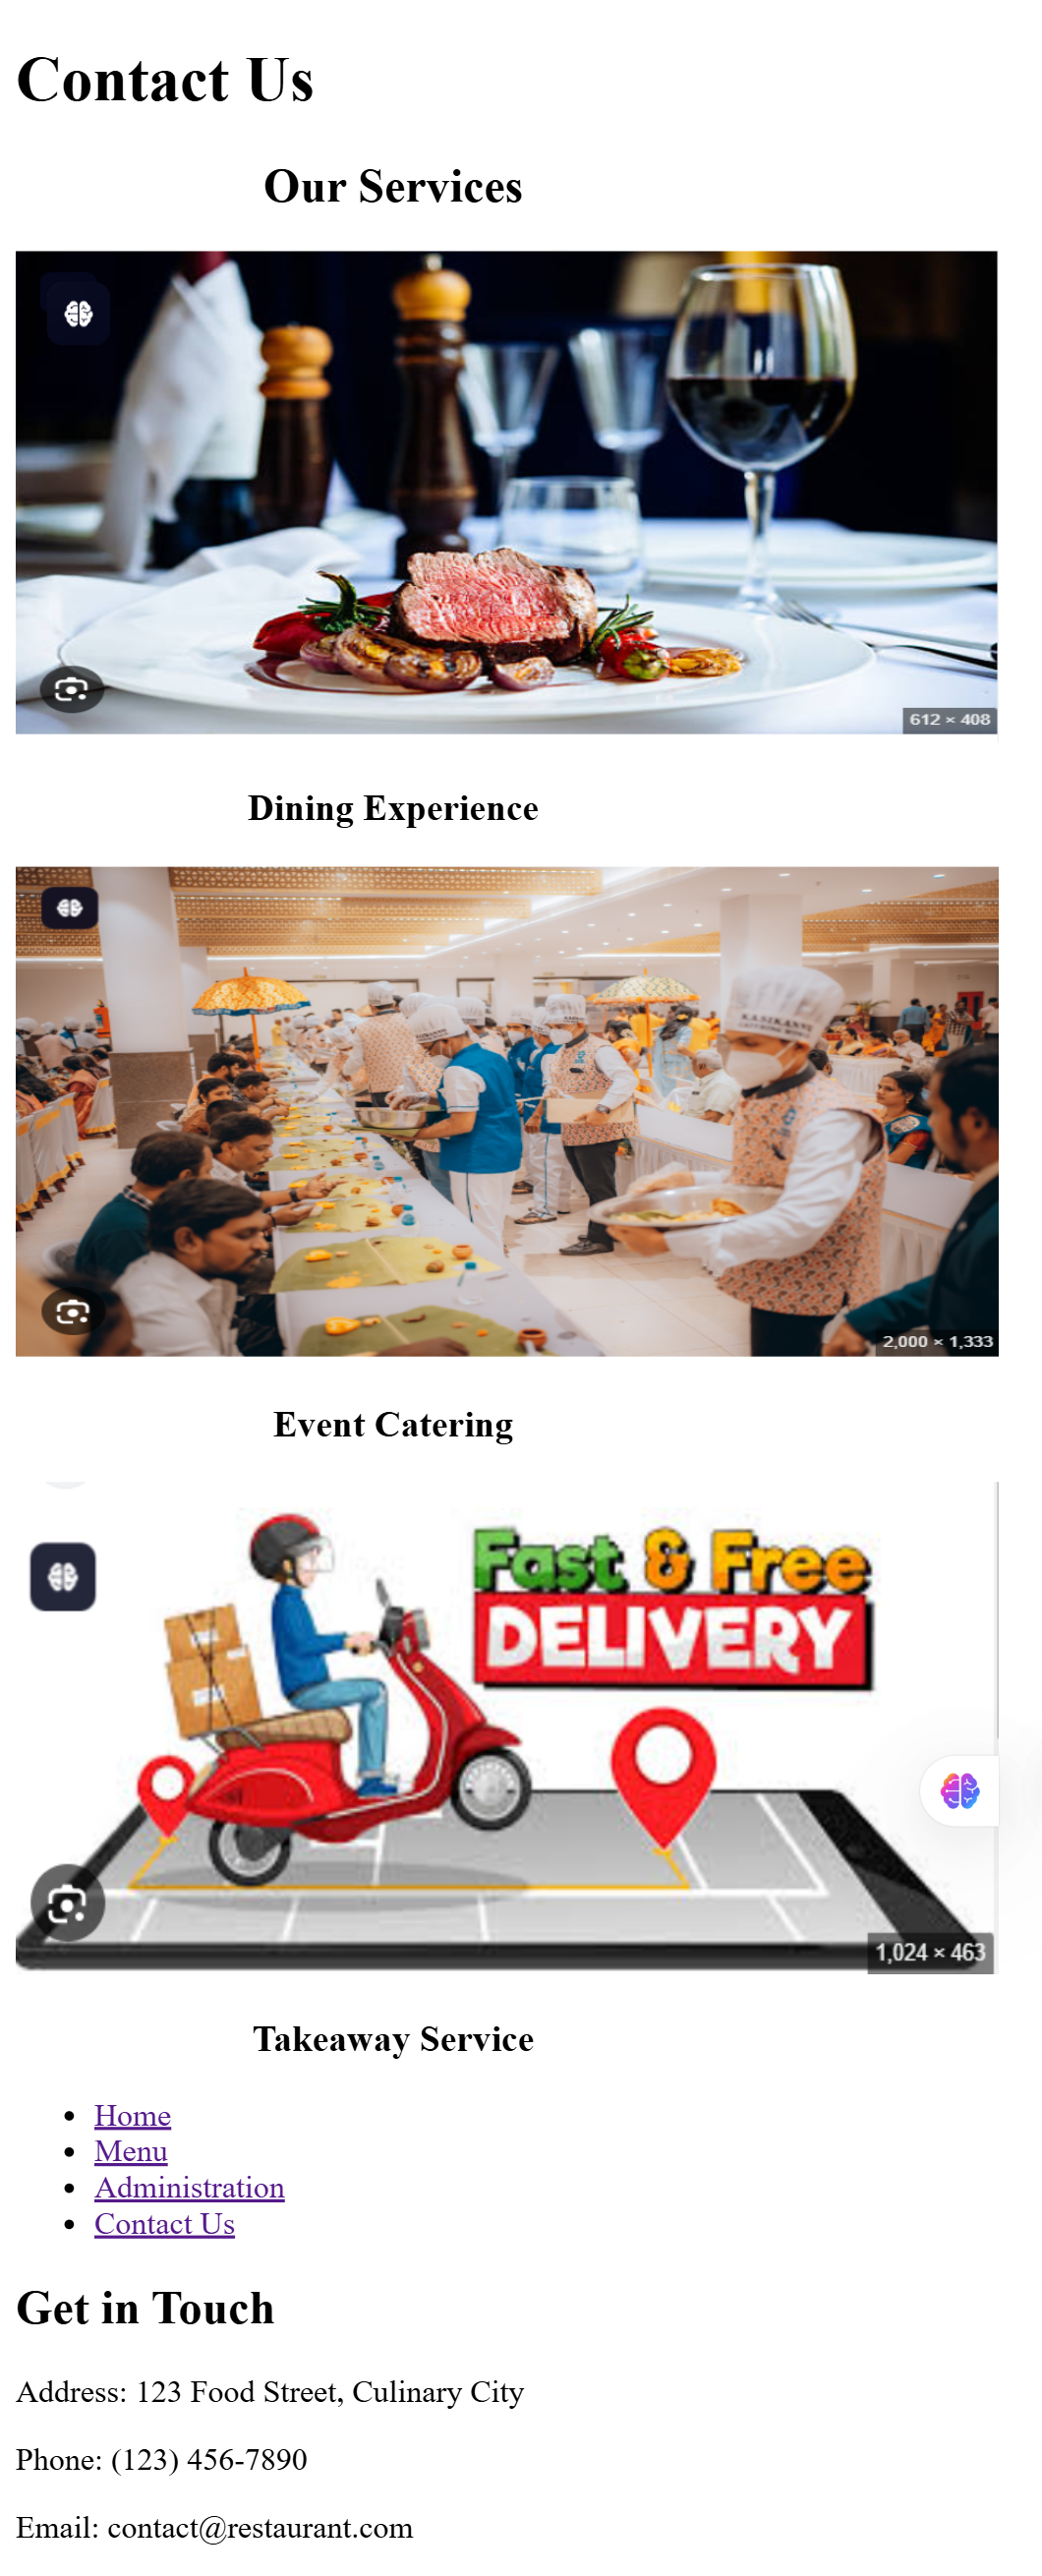 Contact Us
Our Services
612 × 408
Dining Experience
2,000 × 1,333
Event Catering
Fast & Free
DELIVERY
1,024 × 463
Takeaway Service
Home
Menu
Administration
Contact Us
Get in Touch
Address: 123 Food Street, Culinary City
Phone: (123) 456-7890
Email: contact@restaurant.com